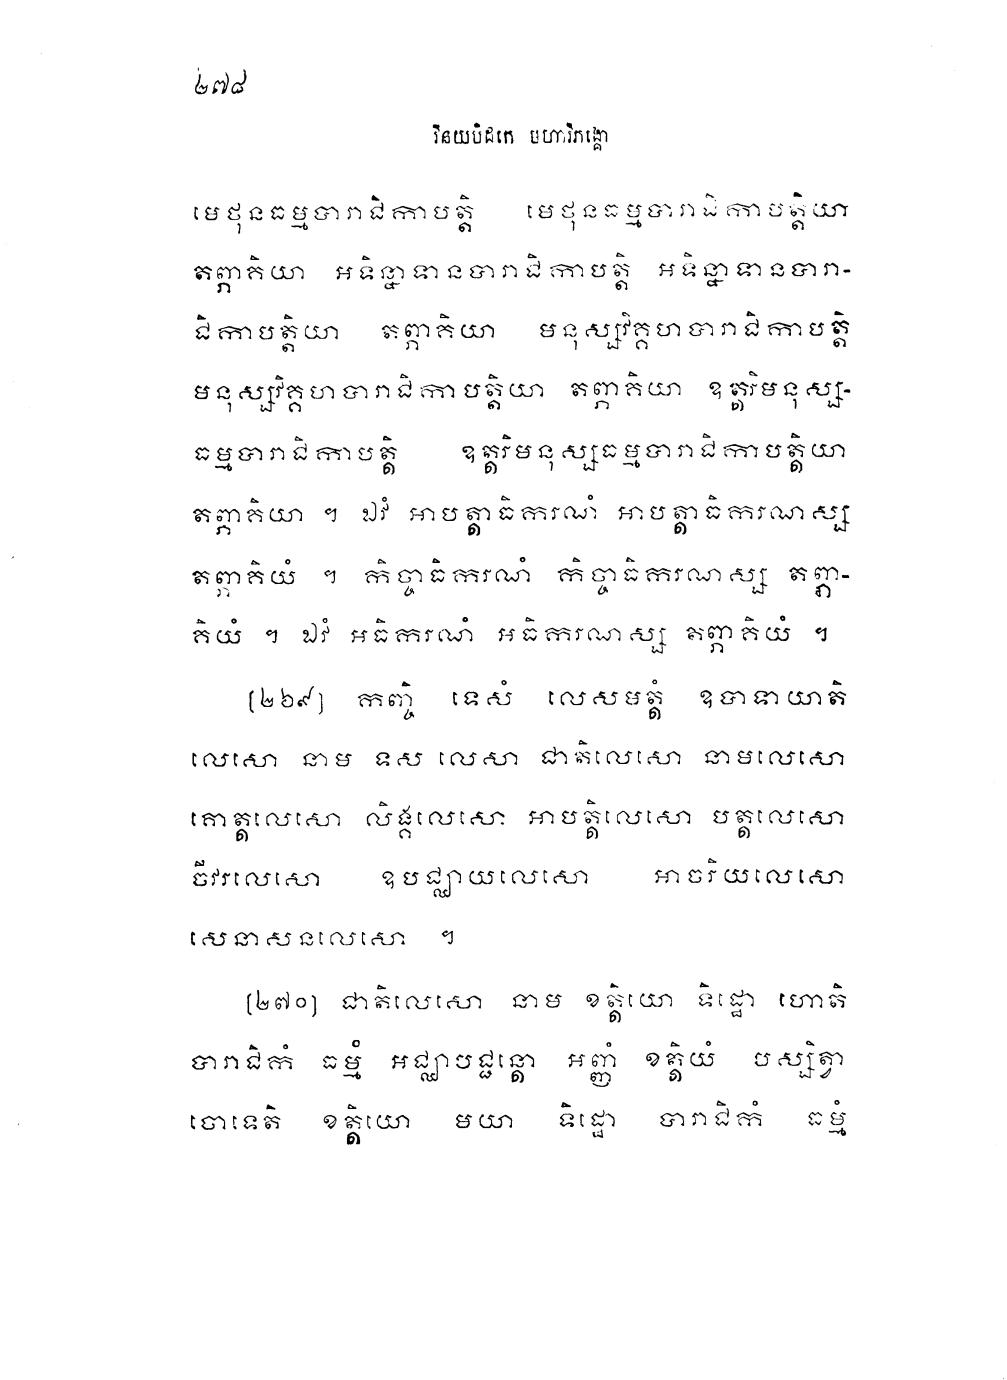 ២៧៨
វិនយបិដកេ មហាវិភង្គោ
មេថុនធម្មបារាជិកាបត្តិ មេថុនធម្មបារាជិកាបត្តិយា
តព្ភាគិយា អទិន្នាទានបារាជិកាបត្តិ អទិន្នាទានបារា-
ជិកាបត្តិយា តព្ភាគិយា មនុស្សវិគ្គហបារាជិកាបត្តិ
មនុស្សវិគ្គហបារាជិកាបត្តិយា តព្ភាគិយា ឧត្តរិមនុស្ស-
ធម្មបារាជិកាបត្តិ ឧត្តរិមនុស្សធម្មបារាជិកាបត្តិយា
តព្ភាគិយា ។ ឯវំ អាបត្តាធិករណំ អាបត្តាធិករណស្ស
តព្ភាគិយំ ។ កិច្ចាធិករណំ កិច្ចាធិករណស្ស តព្ភា-
គិយំ ។ ឯវំ អធិករណំ អធិករណស្ស តព្ភាគិយំ ។
[២៦៩] កញ្ចិ ទេសំ លេសមត្តំ ឧបាទាយាតិ
លេសោ នាម ទស លេសា ជាតិលេសោ នាមលេសោ
គោត្តលេសោ លិង្គលេសោ អាបត្តិលេសោ បត្តលេសោ
ចីវរលេសោ ឧបជ្ឈាយលេសោ អាចរិយលេសោ
សេនាសនលេសោ ។
[២៧០] ជាតិលេសោ នាម ខត្តិយោ ទិដ្ឋោ ហោតិ
បារាជិកំ ធម្មំ អជ្ឈាបជ្ជន្តោ អញ្ញំ ខត្តិយំ បស្សិត្វា
ចោទេតិ ខត្តិយោ មយា ទិដ្ឋោ បារាជិកំ ធម្មំ